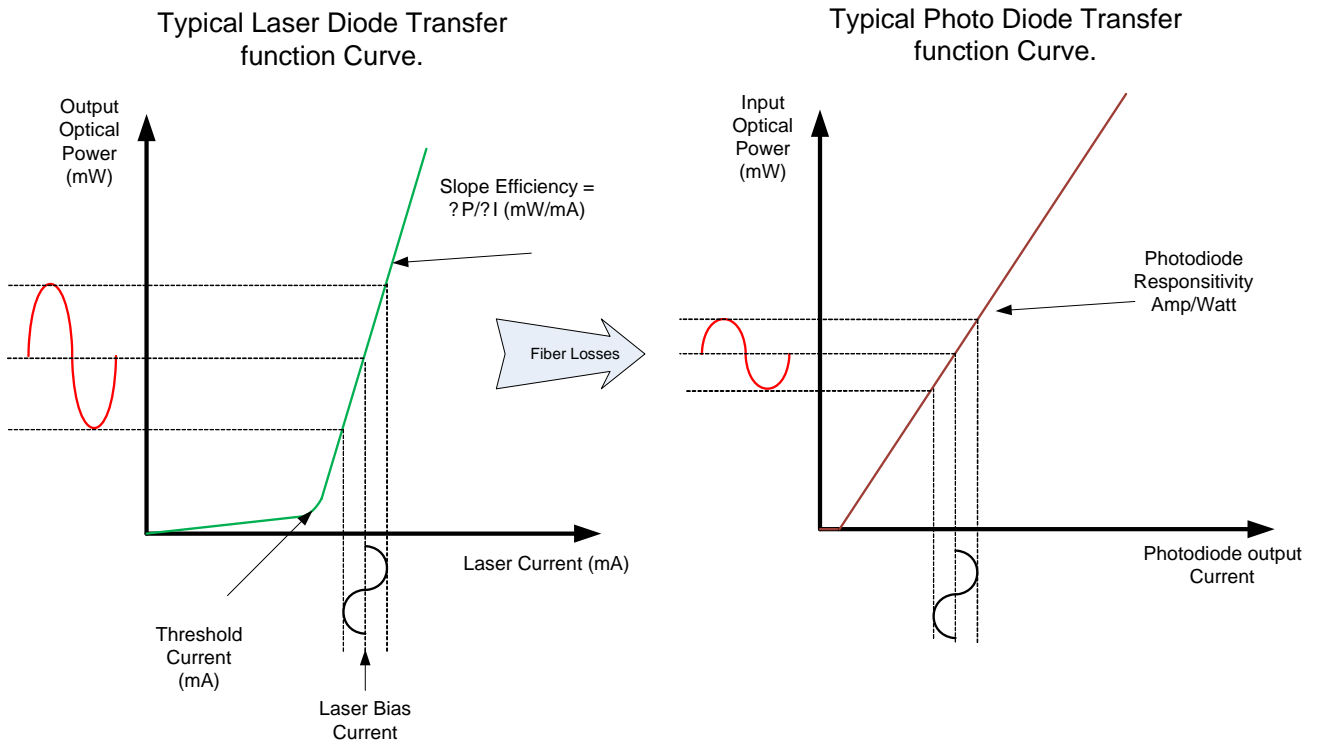 Typical Laser Diode Transfer
function Curve.
Output
Optical
Power
(mW)
Slope Efficiency =
?P/?I (mW/mA)
Laser Current (mA)
Threshold
Current
(mA)
Laser Bias
Current
Fiber Losses
Typical Photo Diode Transfer
function Curve.
Input
Optical
Power
(mW)
Photodiode
Responsitivity
Amp/Watt
Photodiode output
Current